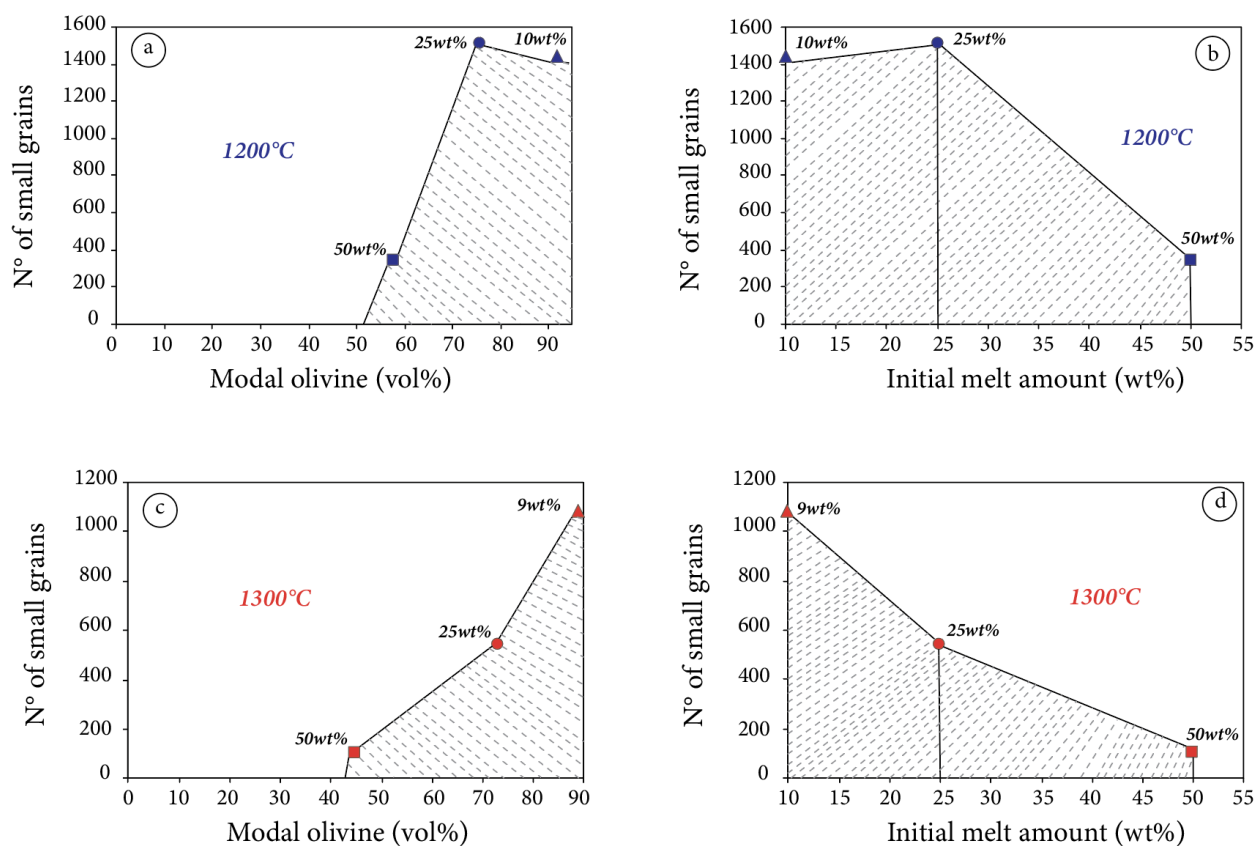 a
1600
1400
1200
1000
800
600
400
200
0
N° of small grains
25wt%
10wt%
50wt%
1200°C
0 10 20 30 40 50 60 70 80 90
Modal olivine (vol%)
b
1600
1400
1200
1000
800
600
400
200
0
N° of small grains
10wt%
25wt%
50wt%
1200°C
10 15 20 25 30 35 40 45 50 55
Initial melt amount (wt%)
c
1200
1000
800
600
400
200
0
N° of small grains
9wt%
25wt%
50wt%
1300°C
0 10 20 30 40 50 60 70 80 90
Modal olivine (vol%)
d
1200
1000
800
600
400
200
0
N° of small grains
9wt%
25wt%
50wt%
1300°C
10 15 20 25 30 35 40 45 50 55
Initial melt amount (wt%)